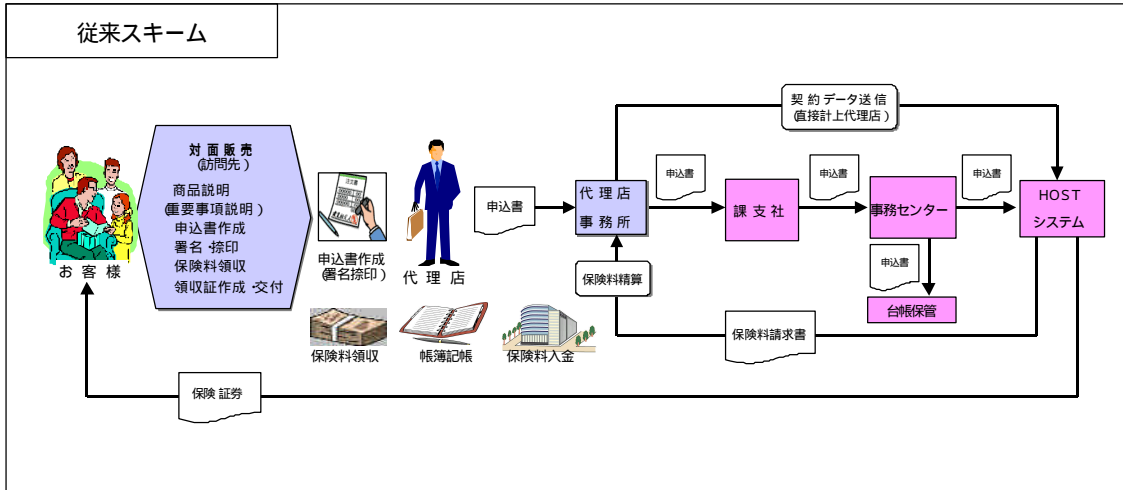 従来スキーム
対面販売
(訪問先)
商品説明
(重要事項説明)
申込書作成
署名・捺印
保険料領収
領収証作成・交付
お客様
注文書
申込書作成
(署名捺印)
代理店
保険料領収
帳簿記帳
保険料入金
申込書
代理店
事務所
保険料精算
契約データ送信
(直接計上代理店)
申込書
課支社
申込書
事務センター
申込書
HOST
システム
申込書
台帳保管
保険料請求書
保険証券